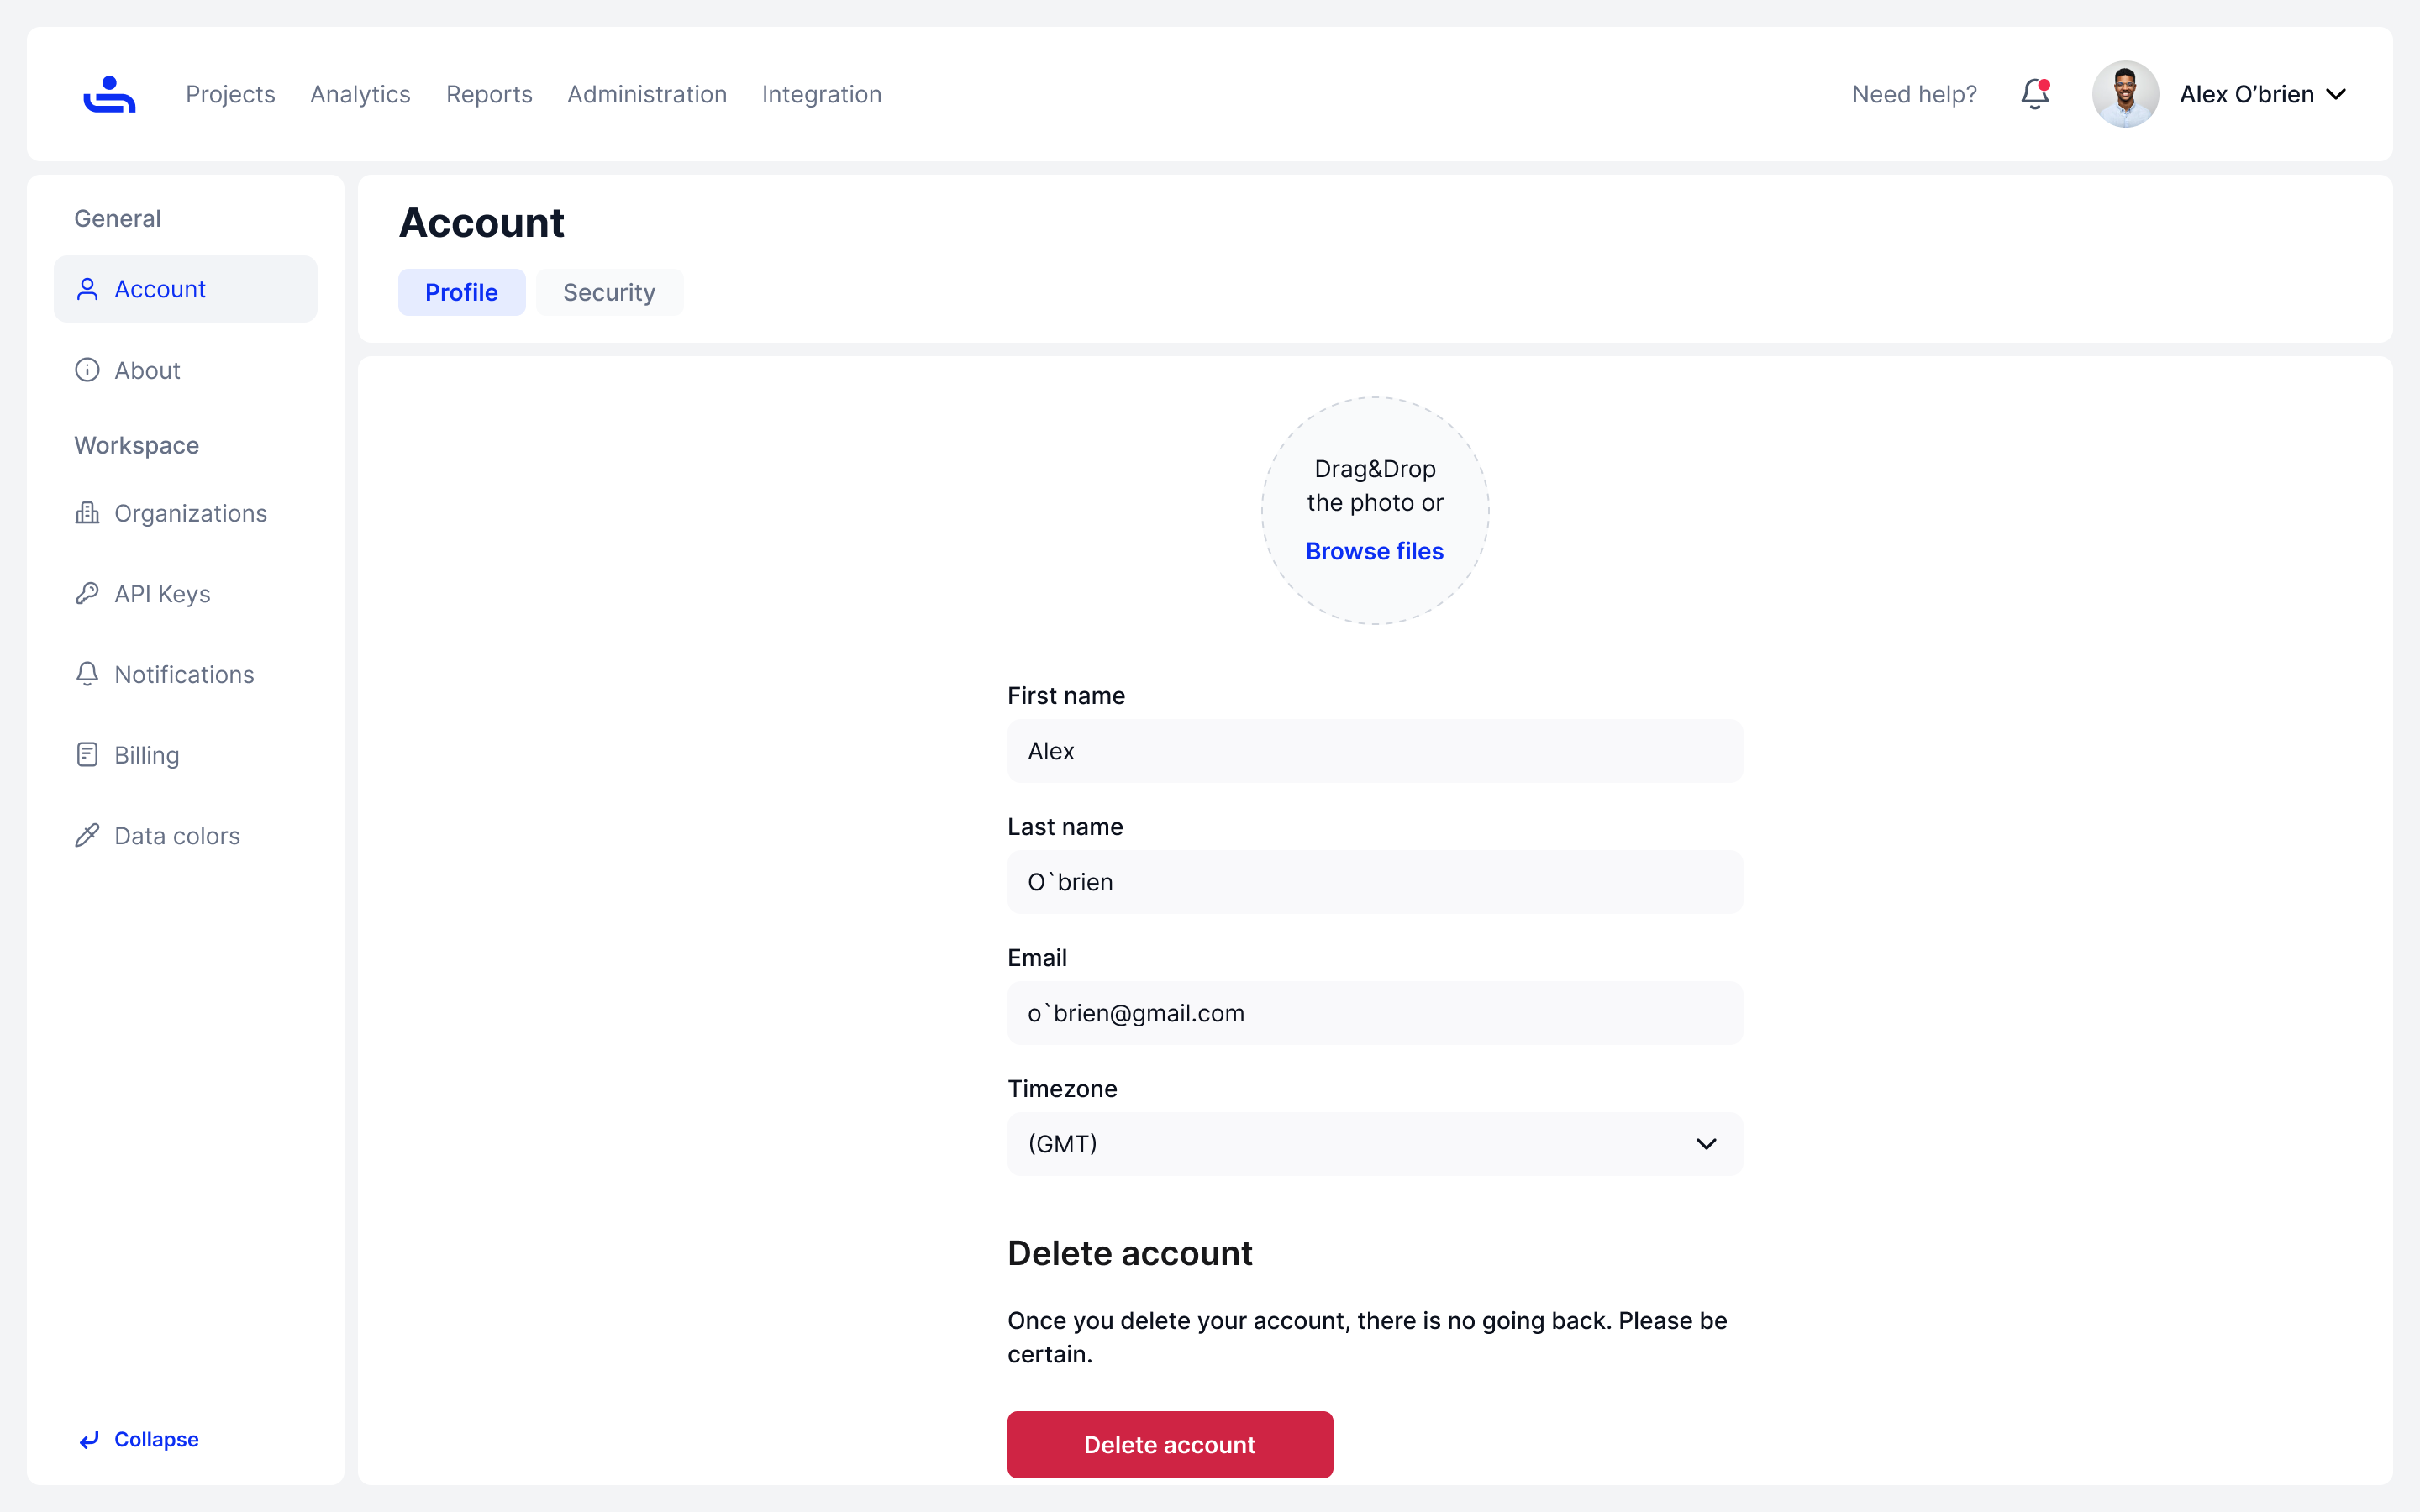 Projects
Analytics
Reports
Administration
Integration
Need help?
Alex O’brien
General
Account
About
Workspace
Organizations
API Keys
Notifications
Billing
Data colors
Collapse
Account
Profile
Security
Drag&Drop
the photo or
Browse files
First name
Alex
Last name
O`brien
Email
o`brien@gmail.com
Timezone
(GMT)
Delete account
Once you delete your account, there is no going back. Please be
certain.
Delete account